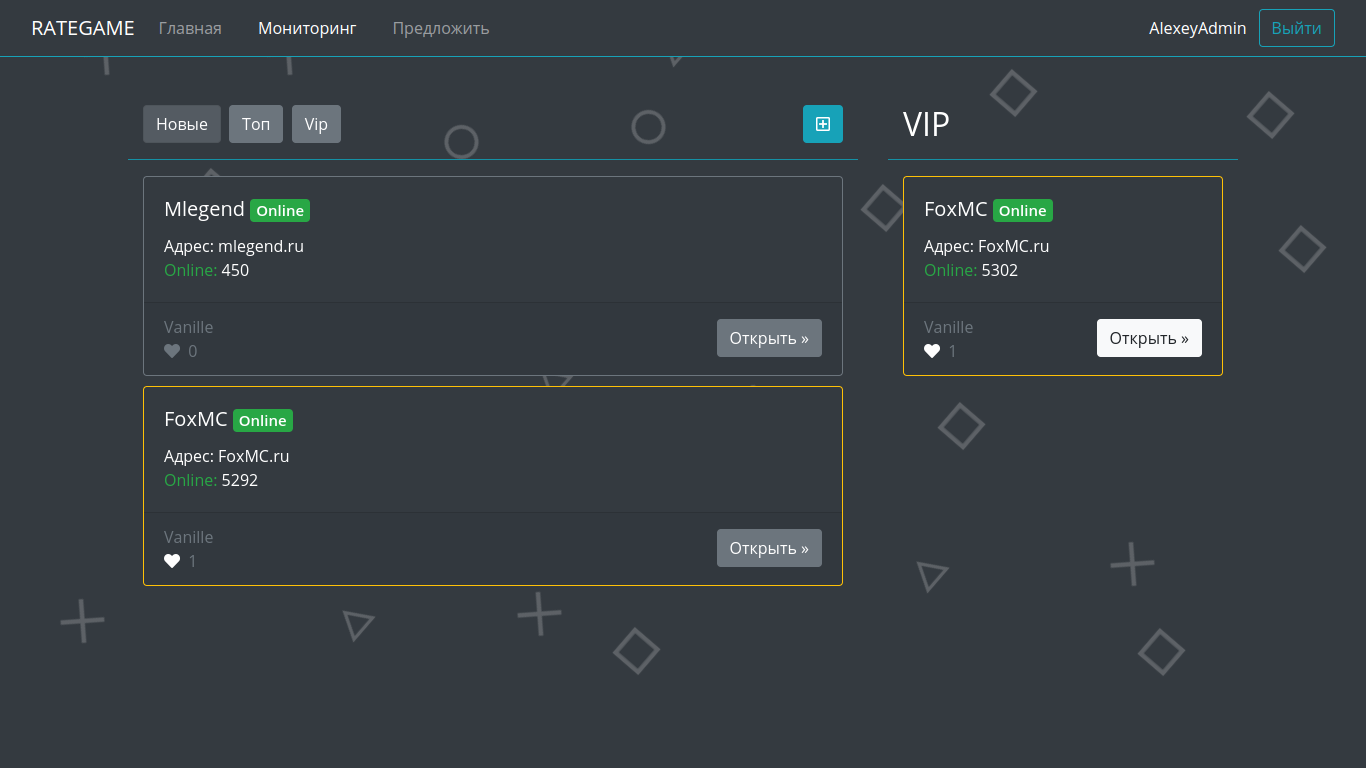 RATEGAME Главная Мониторинг Предложить AlexeyAdmin Выйти
Новые Топ Vip
Mlegend Online
Адрес: mlegend.ru
Online: 450
Vanille
0
Открыть »
FoxMC Online
Адрес: FoxMC.ru
Online: 5292
Vanille
1
Открыть »
VIP
FoxMC Online
Адрес: FoxMC.ru
Online: 5302
Vanille
1
Открыть »